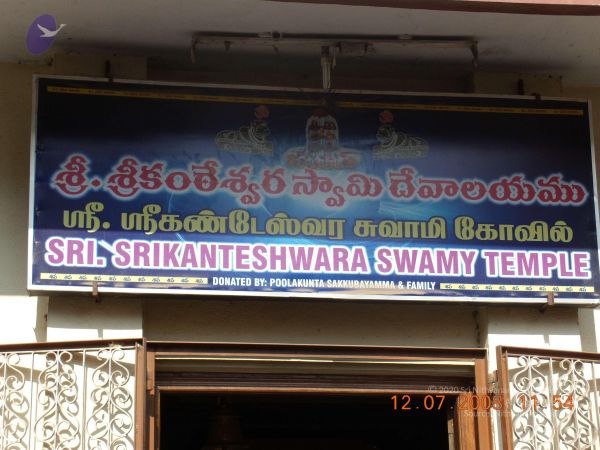 శ్రీ. శ్రీకంఠేశ్వర స్వామి దేవాలయము
ஸ்ரீ. ஸ்ரீகண்டேஸ்வர சுவாமி கோவில்
SRI. SRIKANTESHWARA SWAMY TEMPLE
DONATED BY: POOLAKUNTA SAKKUBAYAMMA & FAMILY
12.07.2008 11:54